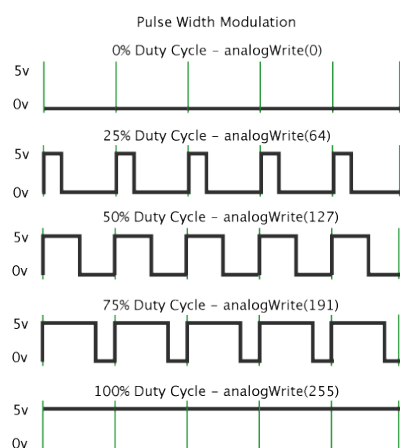 Pulse Width Modulation
0% Duty Cycle – analogWrite(0)
5v
0v
25% Duty Cycle – analogWrite(64)
5v
0v
50% Duty Cycle – analogWrite(127)
5v
0v
75% Duty Cycle – analogWrite(191)
5v
0v
100% Duty Cycle – analogWrite(255)
5v
0v